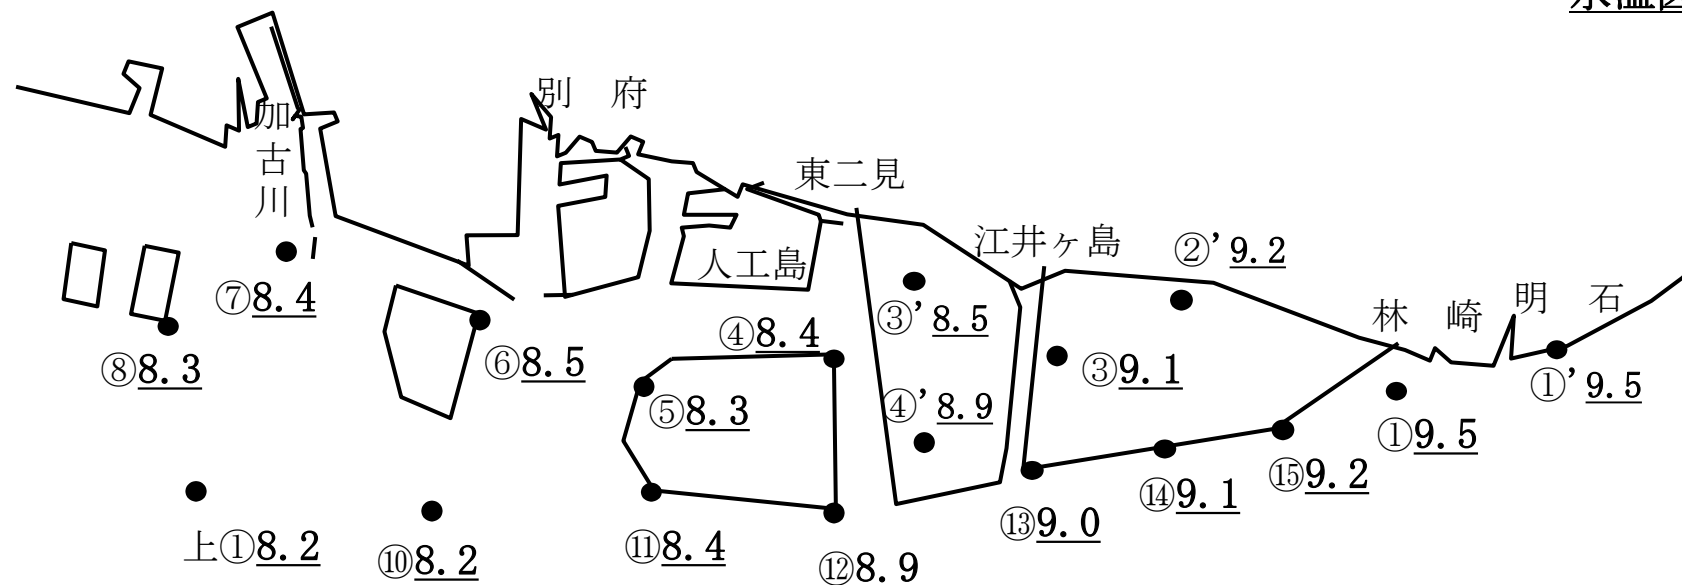 別 府
加古川
東二見
江井ヶ島
②'9.2
人工島
⑦8.4
林 崎 明 石
③'8.5
④8.4
⑥8.5
⑧8.3
③9.1
①'9.5
⑤8.3
④'8.9
①9.5
⑮9.2
⑭9.1
⑬9.0
上①8.2
⑩8.2
⑪8.4
⑫8.9